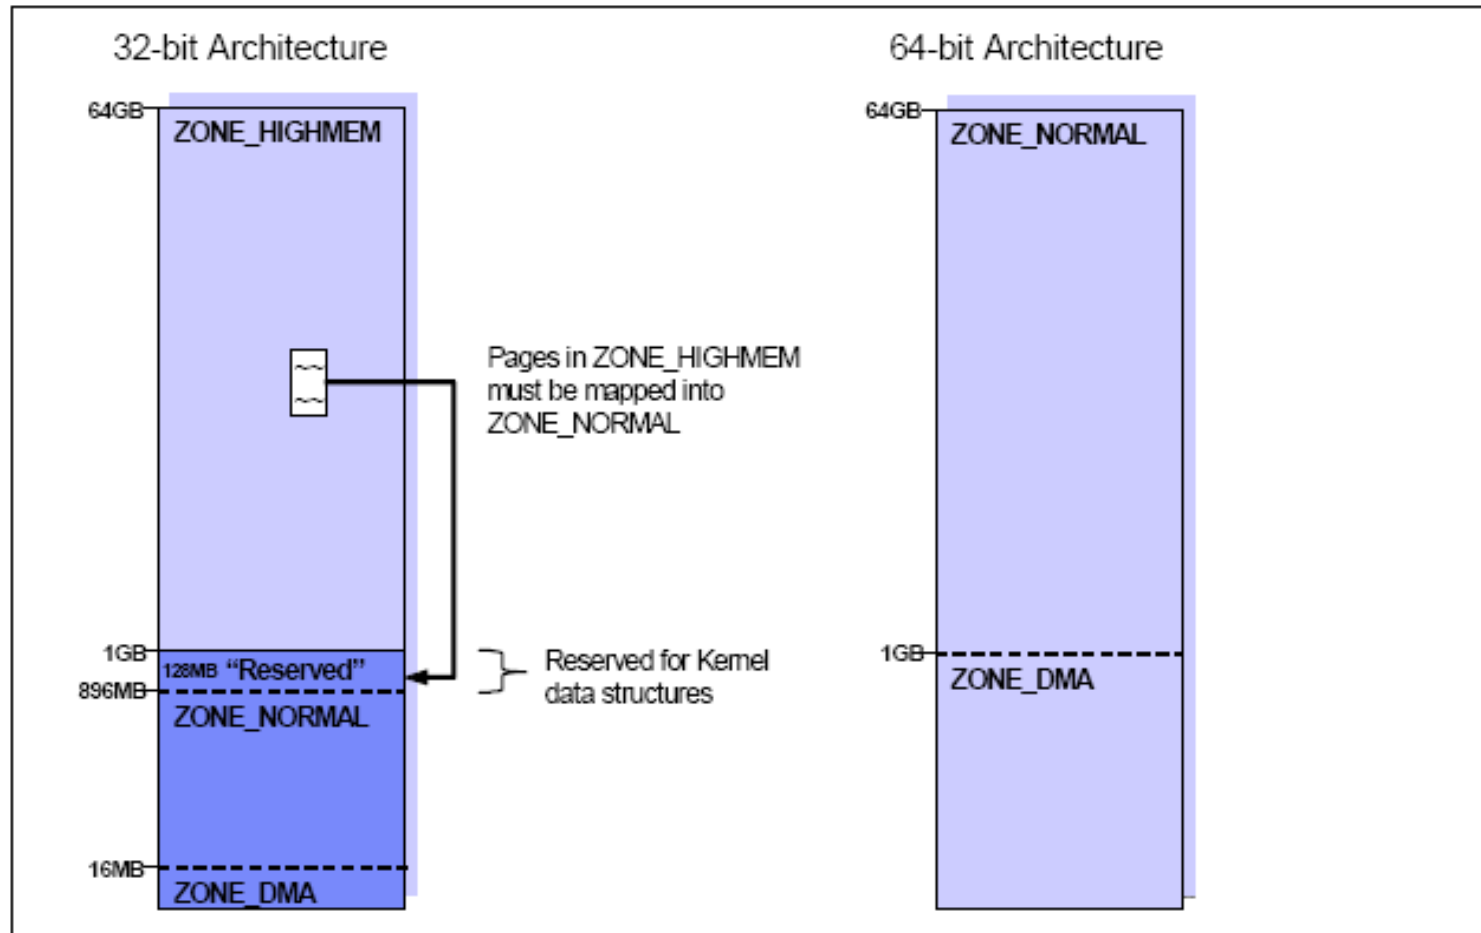 32-bit Architecture
64GB
ZONE_HIGHMEM
Pages in ZONE_HIGHMEM
must be mapped into
ZONE_NORMAL
1GB
128MB "Reserved"
Reserved for Kernel
data structures
896MB
ZONE_NORMAL
16MB
ZONE_DMA
64-bit Architecture
64GB
ZONE_NORMAL
1GB
ZONE_DMA